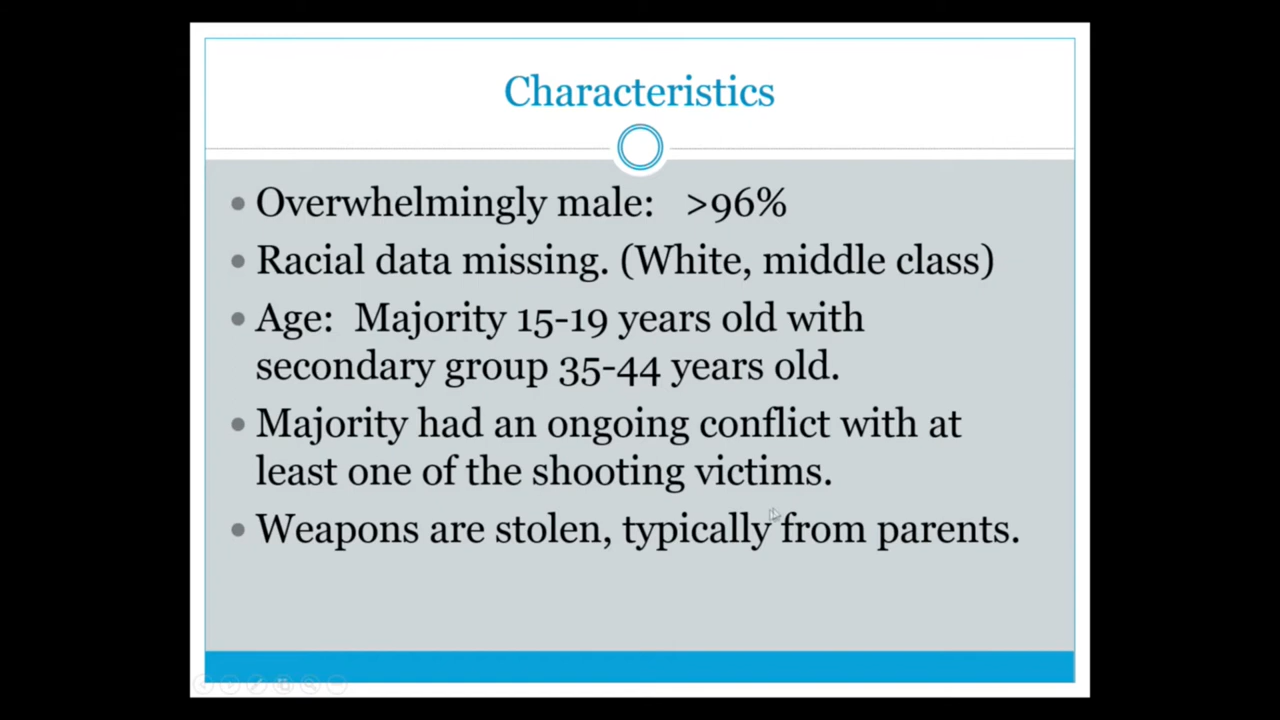 Characteristics
• Overwhelmingly male:   >96%
• Racial data missing. (White, middle class)
• Age:  Majority 15-19 years old with
secondary group 35-44 years old.
• Majority had an ongoing conflict with at
least one of the shooting victims.
• Weapons are stolen, typically from parents.